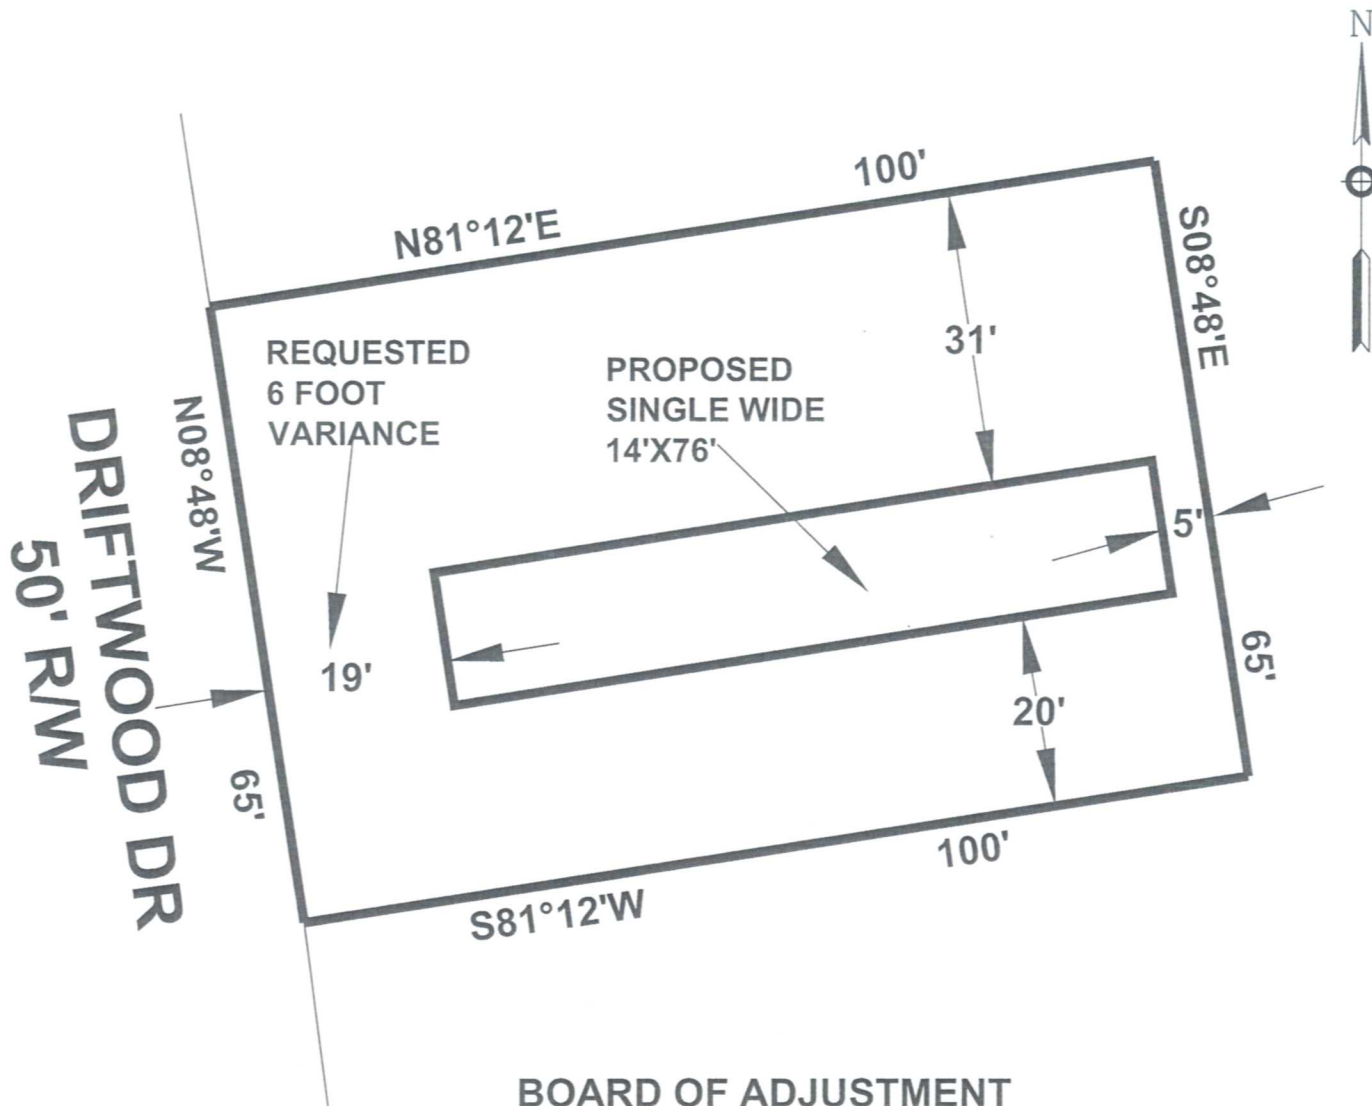 N
100'
N81°12'E
S08°48'E
REQUESTED
6 FOOT
VARIANCE
PROPOSED
SINGLE WIDE
14'X76'
31'
N08°48'W
DRIFTWOOD DR
50' R/W
5'
19'
20'
65'
65'
100'
S81°12'W
BOARD OF ADJUSTMENT